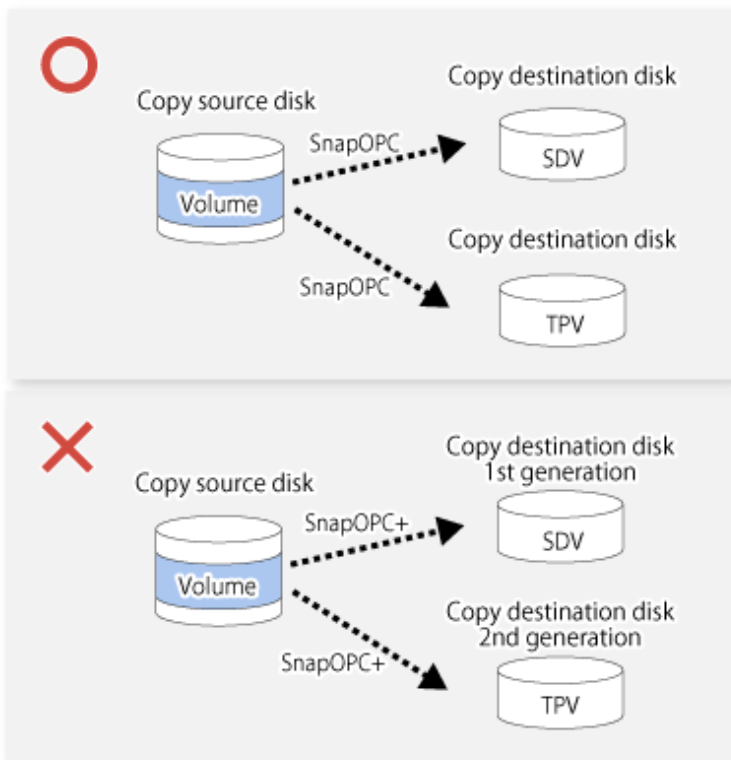 Copy destination disk
Copy source disk
SnapOPC
SDV
Volume
Copy destination disk
SnapOPC
TPV
Copy destination disk
1st generation
Copy source disk
SnapOPC+
SDV
Volume
Copy destination disk
2nd generation
SnapOPC+
TPV